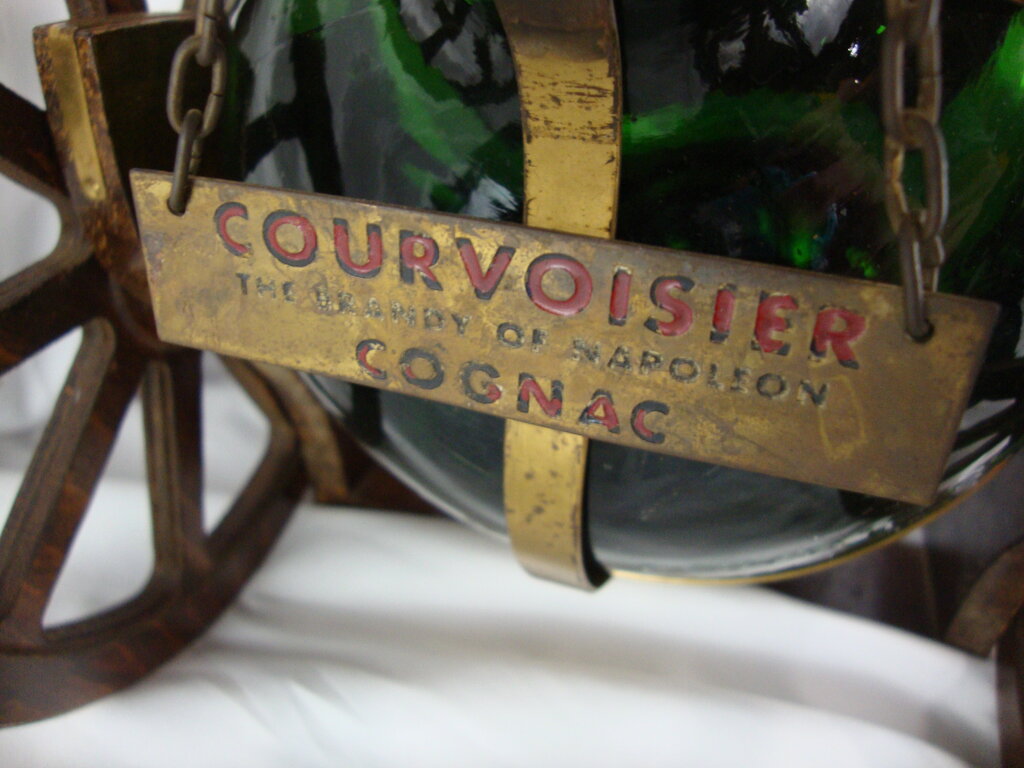 COURVOISIER
THE BRANDY OF NAPOLEON
COGNAC